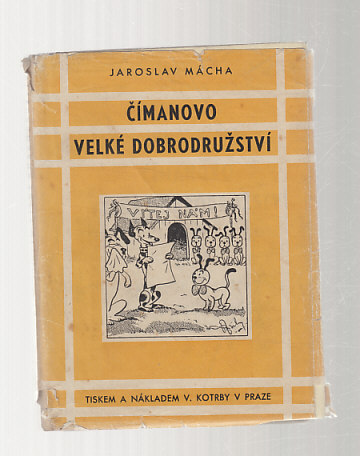 JAROSLAV MÁCHA
ČÍMANOVO
VELKÉ DOBRODRUŽSTVÍ
VÍTEJ NÁM!
TISKEM A NÁKLADEM V. KOTRBY V PRAZE